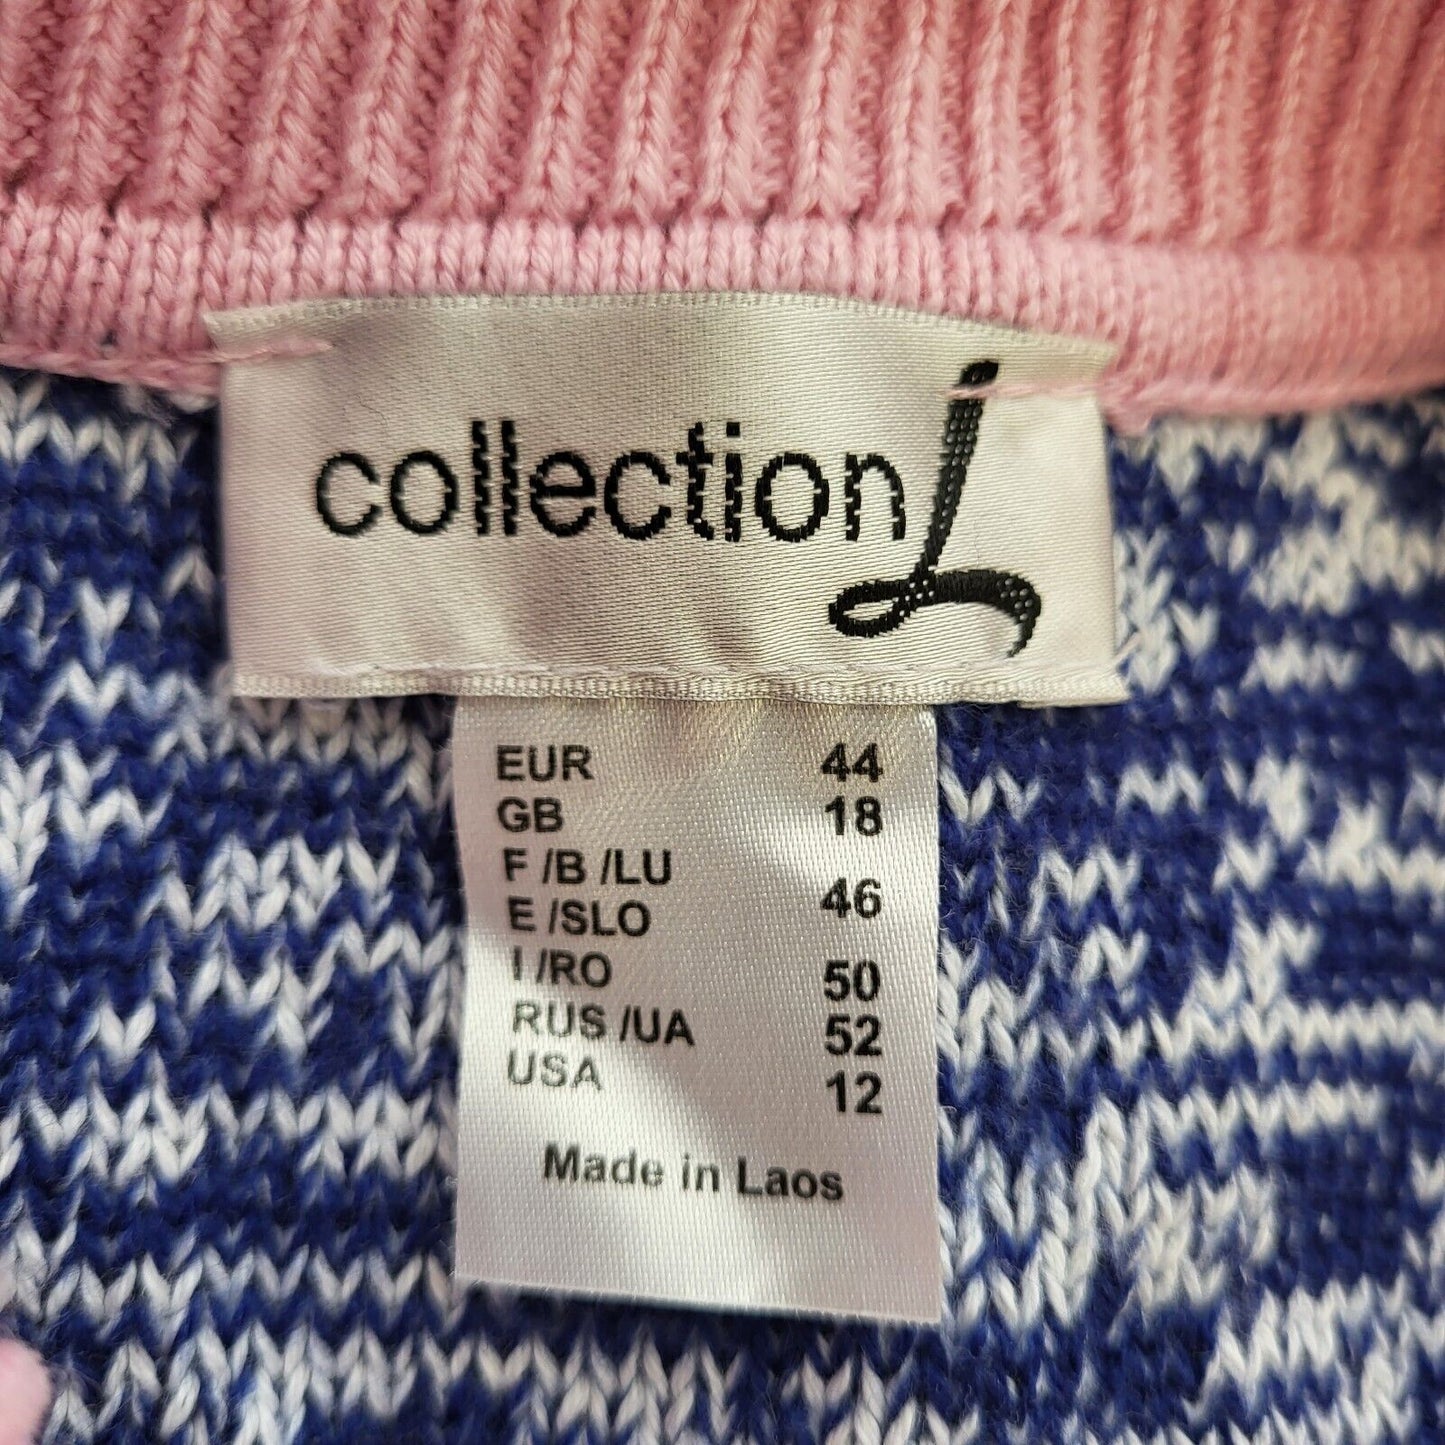 collection L
EUR 44
GB 18
F /B /LU
E /SLO 46
I /RO 50
RUS /UA 52
USA 12
Made in Laos